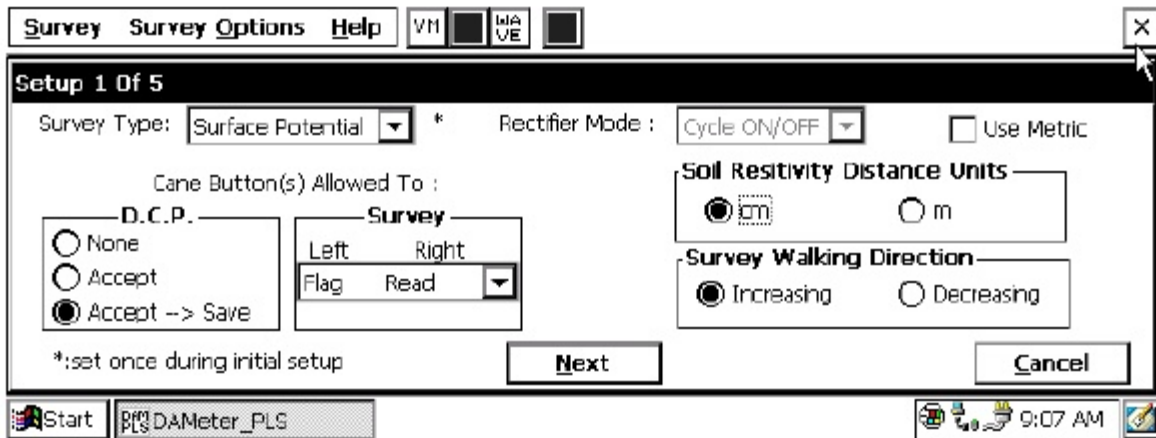 Survey Survey Options Help VM WAVE
Setup 1 Of 5
Survey Type: Surface Potential * Rectifier Mode : Cycle ON/OFF Use Metric
Cane Button(s) Allowed To :
Soil Resitivity Distance Units
cm m
D.C.P.
None
Accept
Accept --> Save
Survey
Left Right
Flag Read
Survey Walking Direction
Increasing Decreasing
*:set once during initial setup
Next
Cancel
Start DAMeter_PLS 9:07 AM